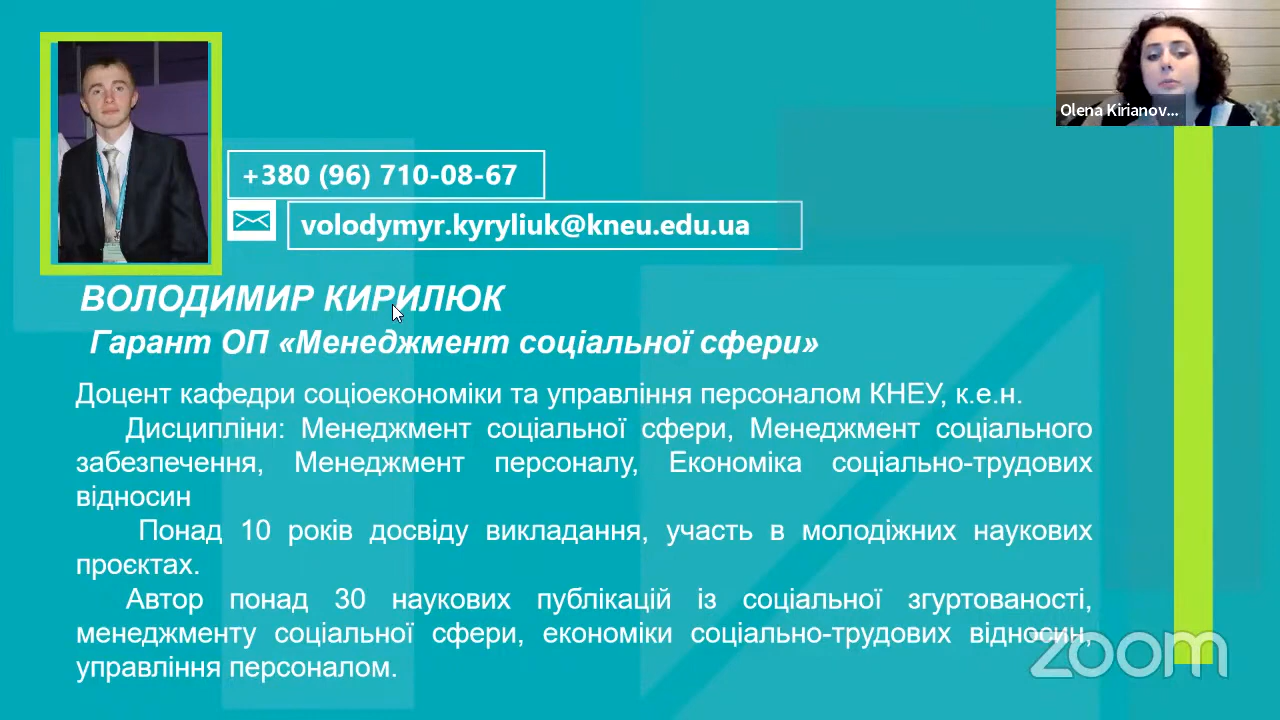 Olena Kirianov...
+380 (96) 710-08-67
volodymyr.kyryliuk@kneu.edu.ua
ВОЛОДИМИР КИРИЛЮК
Гарант ОП «Менеджмент соціальної сфери»
Доцент кафедри соціоекономіки та управління персоналом КНЕУ, к.е.н.
Дисципліни: Менеджмент соціальної сфери, Менеджмент соціального
забезпечення, Менеджмент персоналу, Економіка соціально-трудових
відносин
Понад 10 років досвіду викладання, участь в молодіжних наукових
проєктах.
Автор понад 30 наукових публікацій із соціальної згуртованості,
менеджменту соціальної сфери, економіки соціально-трудових відносин,
управління персоналом.
zoom